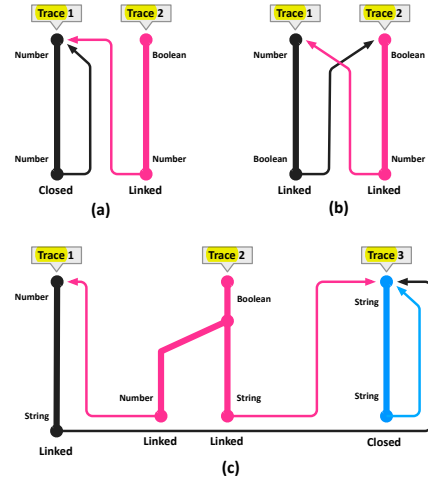 Trace 1 Trace 2
Number Boolean
Number Number
Closed Linked
(a)
Trace 1 Trace 2
Number Boolean
Boolean Number
Linked Linked
(b)
Trace 1 Trace 2 Trace 3
Number Boolean String
Number
String String String
Linked Linked Linked Closed
(c)